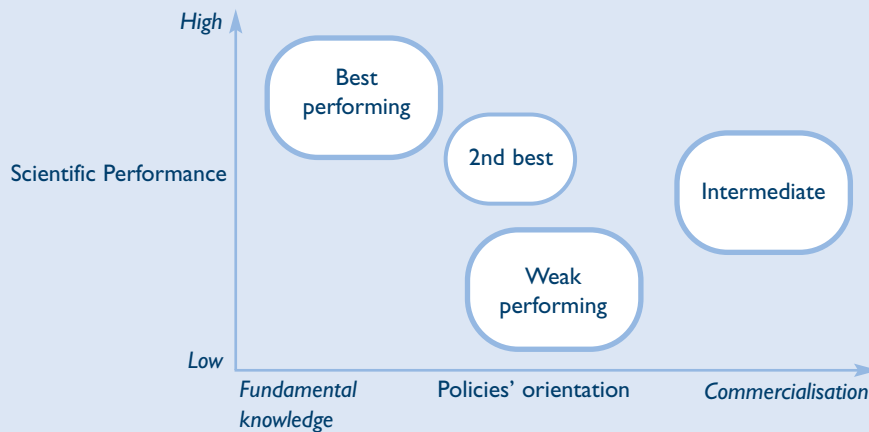 High
Best
performing
2nd best
Scientific Performance
Intermediate
Weak
performing
Low
Fundamental
knowledge
Policies’ orientation
Commercialisation